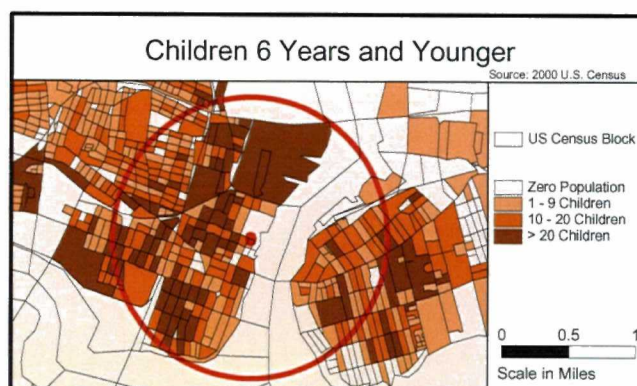 Children 6 Years and Younger
Source: 2000 U.S. Census
US Census Block
Zero Population
1 - 9 Children
10 - 20 Children
> 20 Children
0 0.5 1
Scale in Miles